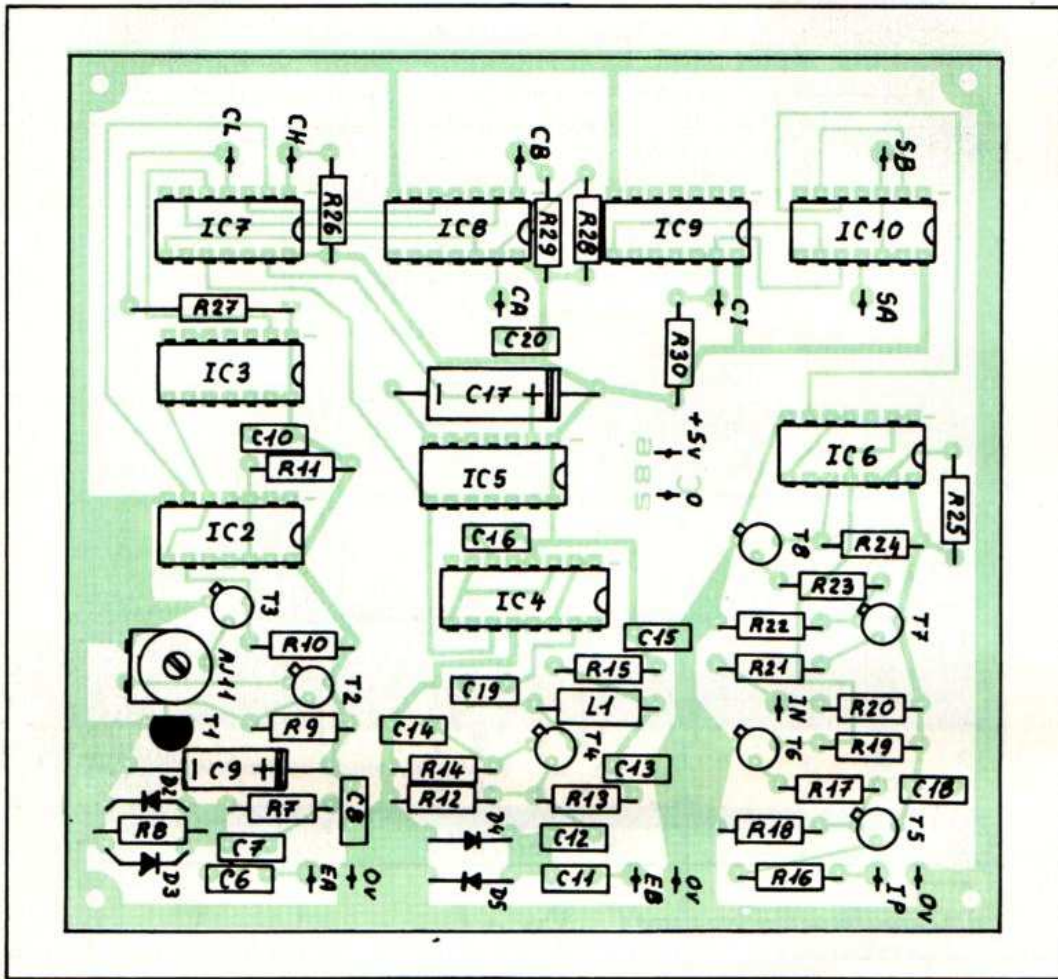 CL
CH
CB
SB
IC7
R26
IC8
R29
R28
IC9
IC10
CA
CI
SA
R27
C20
R30
IC3
C17
+5V
C10
R11
IC5
588
0
IC6
R25
IC2
C16
T8
R24
IC4
R23
T3
C15
R22
T7
R10
R15
R21
AJ11
T2
C19
L1
IN
R20
T1
R9
C14
T4
T6
R19
C9
R14
C13
D2
R7
C8
R12
R13
R17
C18
R8
D4
C12
R18
T5
C7
D3
C6
EA
0V
D5
C11
EB
0V
R16
IP
0V